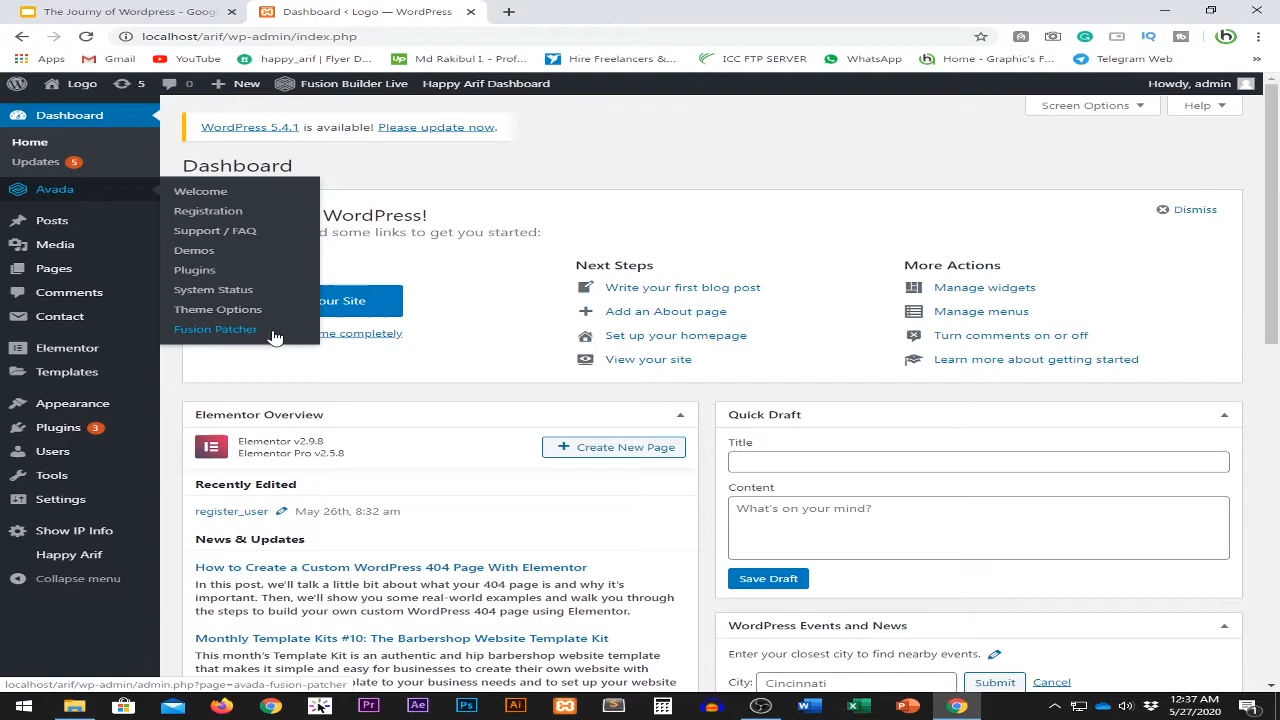 The Journy of Wordpress - Googl
Dashboard < Logo — WordPress
localhost/arif/wp-admin/index.php
Apps
Gmail
YouTube
happy_arif | Flyer D...
Md Rakibul I. - Prof...
Hire Freelancers &...
ICC FTP SERVER
WhatsApp
Home - Graphic's F...
Telegram Web
Logo
5
0
New
Fusion Builder Live
Happy Arif Dashboard
Howdy, admin
Dashboard
Home
Updates 5
Avada
Posts
Media
Pages
Comments
Contact
Elementor
Templates
Appearance
Plugins 3
Users
Tools
Settings
Show IP Info
Happy Arif
Collapse menu
Welcome
Registration
Support / FAQ
Demos
Plugins
System Status
Theme Options
Fusion Patcher
Screen Options
Help
WordPress 5.4.1 is available! Please update now.
Dashboard
WordPress!
d some links to get you started:
Dismiss
our Site
me completely
Next Steps
Write your first blog post
Add an About page
Set up your homepage
View your site
More Actions
Manage widgets
Manage menus
Turn comments on or off
Learn more about getting started
Elementor Overview
Elementor v2.9.8
Elementor Pro v2.5.8
Create New Page
Recently Edited
register_user May 26th, 8:32 am
News & Updates
How to Create a Custom WordPress 404 Page With Elementor
In this post, we'll talk a little bit about what your 404 page is and why it's
important. Then, we'll show you some real-world examples and walk you through
the steps to build your own custom WordPress 404 page using Elementor.
Monthly Template Kits #10: The Barbershop Website Template Kit
This month's Template Kit is an authentic and hip barbershop website template
that makes it simple and easy for businesses to create their own website with
plate to your business needs and to set up your website
Quick Draft
Title
Content
What's on your mind?
Save Draft
WordPress Events and News
Enter your closest city to find nearby events.
City: Cincinnati Submit Cancel
localhost/arif/wp-admin/admin.php?page=avada-fusion-patcher
12:37 AM
5/27/2020
1